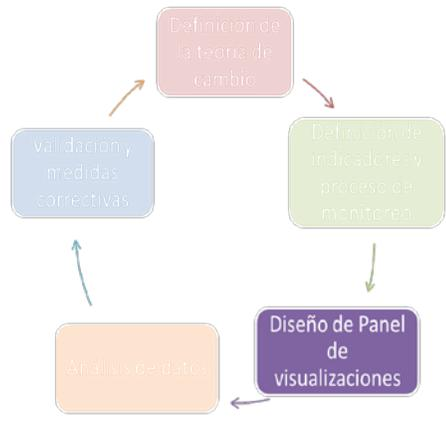 Definición de
la teoría de
cambio
Definición de
indicadores y
proceso de
monitoreo
Diseño de Panel
de
visualizaciones
Análisis de datos
Validación y
medidas
correctivas